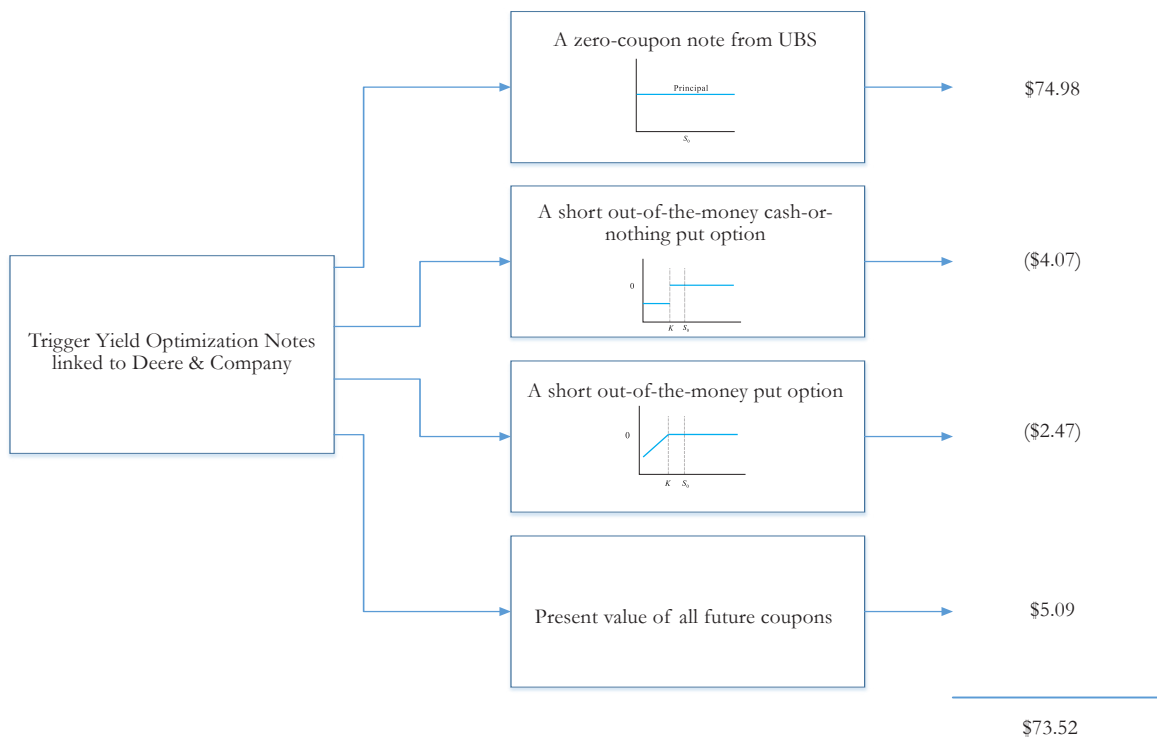 A zero-coupon note from UBS
Principal
S₀
$74.98
A short out-of-the-money cash-or-
nothing put option
0
K S₀
($4.07)
Trigger Yield Optimization Notes
linked to Deere & Company
A short out-of-the-money put option
0
K S₀
($2.47)
Present value of all future coupons
$5.09
$73.52